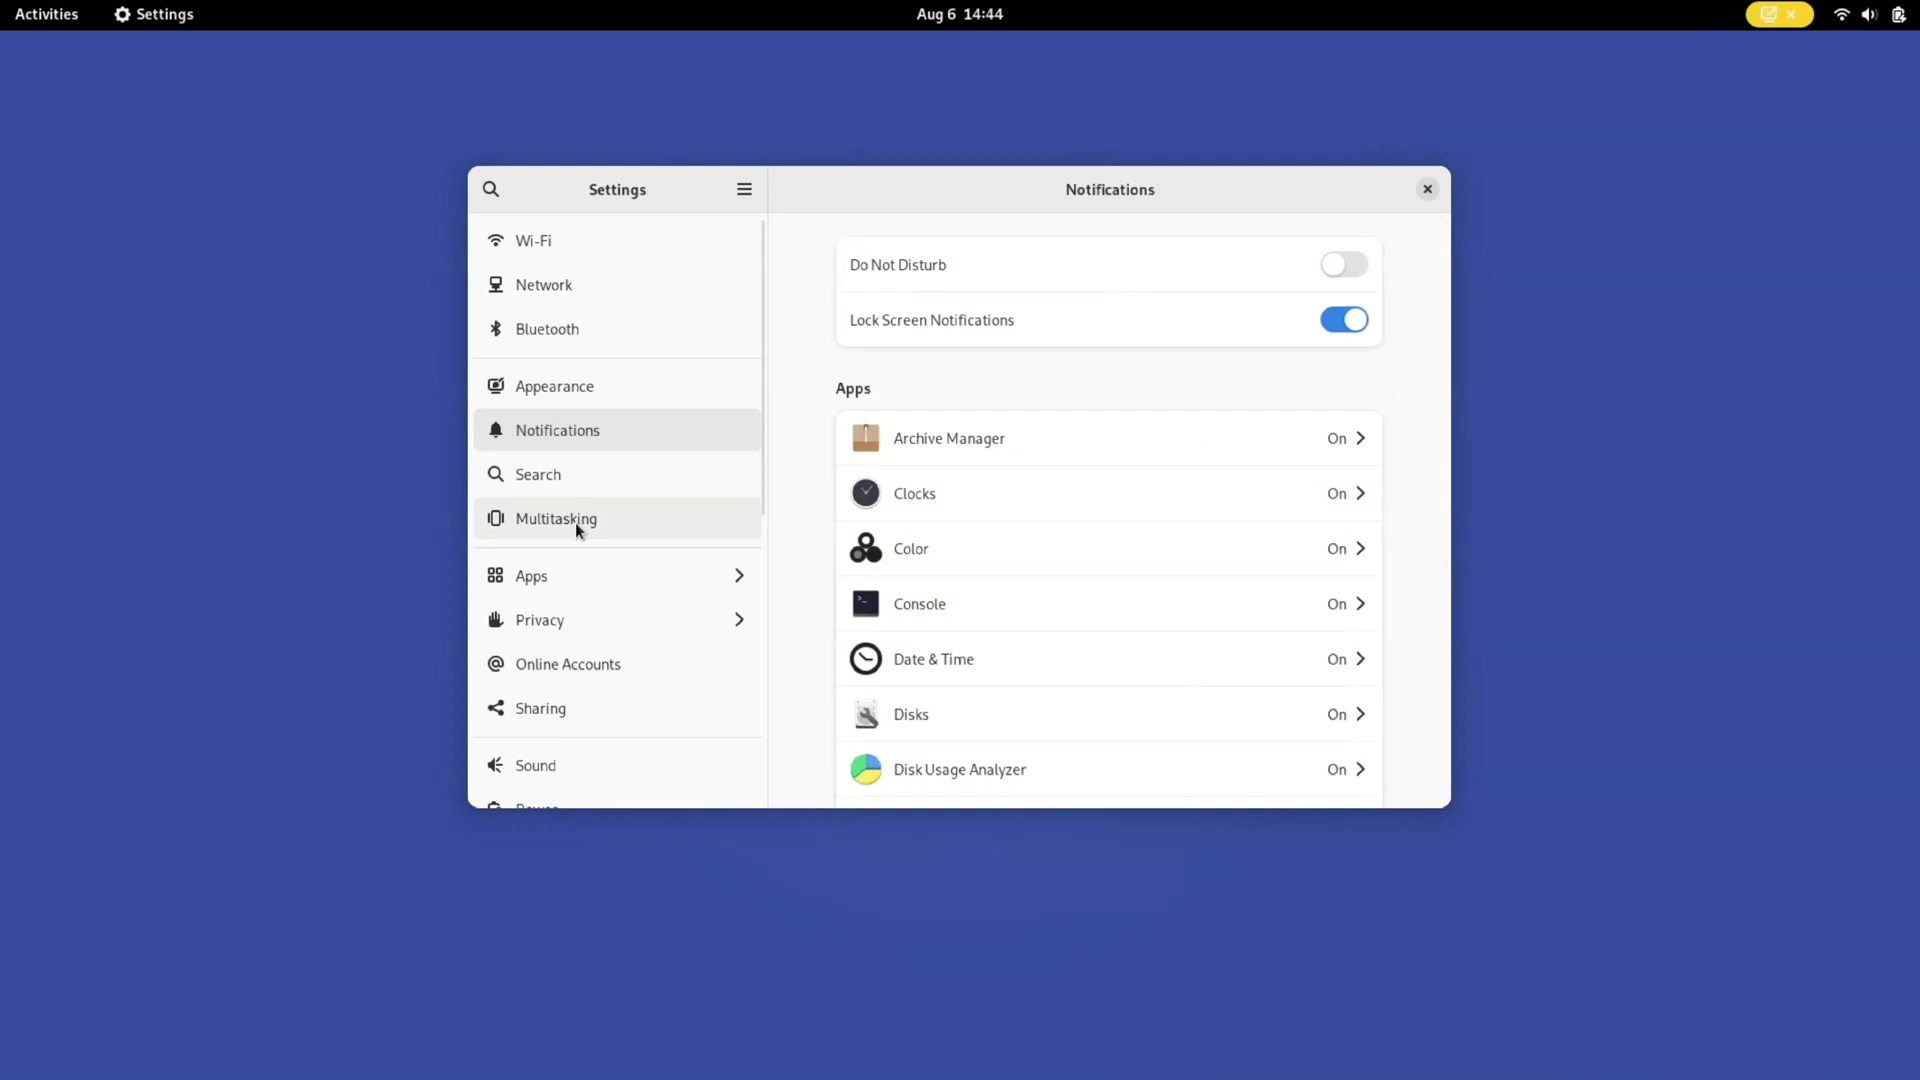 Activities
Settings
Aug 6 14:44
Settings
Notifications
Wi-Fi
Network
Bluetooth
Appearance
Notifications
Search
Multitasking
Apps
Privacy
Online Accounts
Sharing
Sound
Power
Do Not Disturb
Lock Screen Notifications
Apps
Archive Manager On
Clocks On
Color On
Console On
Date & Time On
Disks On
Disk Usage Analyzer On